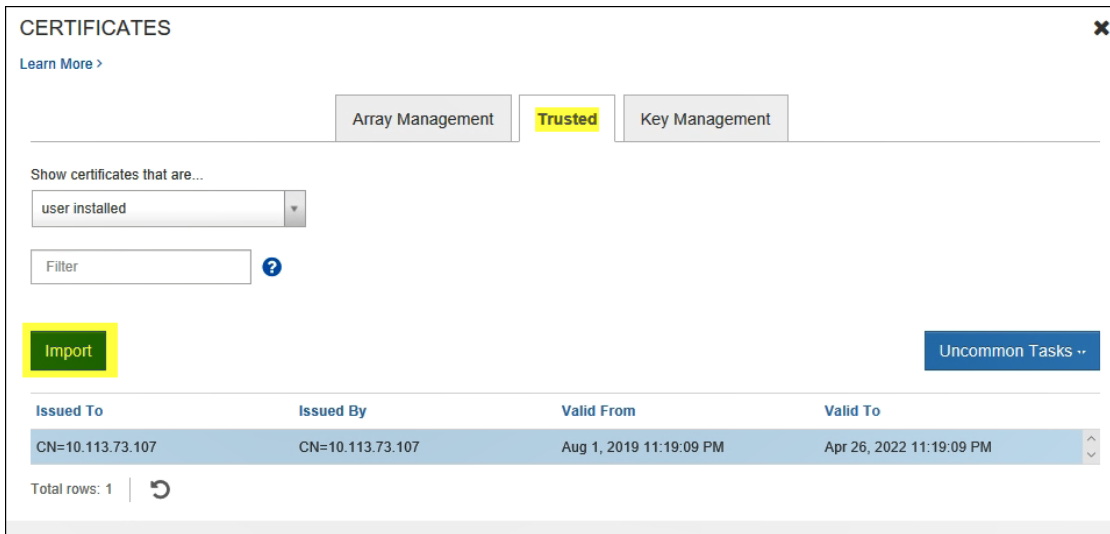 CERTIFICATES
Learn More >
Array Management Trusted Key Management
Show certificates that are...
user installed
Filter
Import Uncommon Tasks
Issued To Issued By Valid From Valid To
CN=10.113.73.107 CN=10.113.73.107 Aug 1, 2019 11:19:09 PM Apr 26, 2022 11:19:09 PM
Total rows: 1